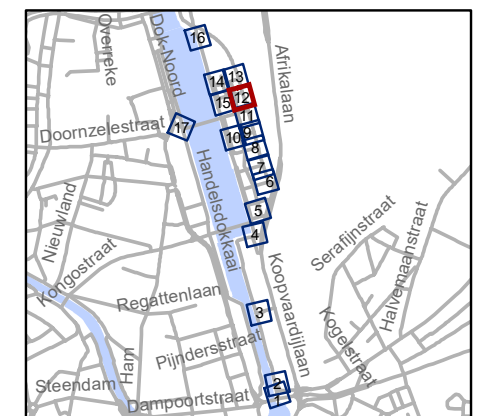 Overreke
Dok-Noord
16
Afrikalaan
14
13
15
12
11
17
Doornzelestraat
10
9
8
7
6
Nieuwland
Handelsdokkaai
5
4
Serafijnstraat
Halvemaanstraat
Kongostraat
Koopvaardijlaan
Regattenlaan
3
Kogelstraat
Pijndersstraat
Ham
Steendam
2
1
Dampoortstraat